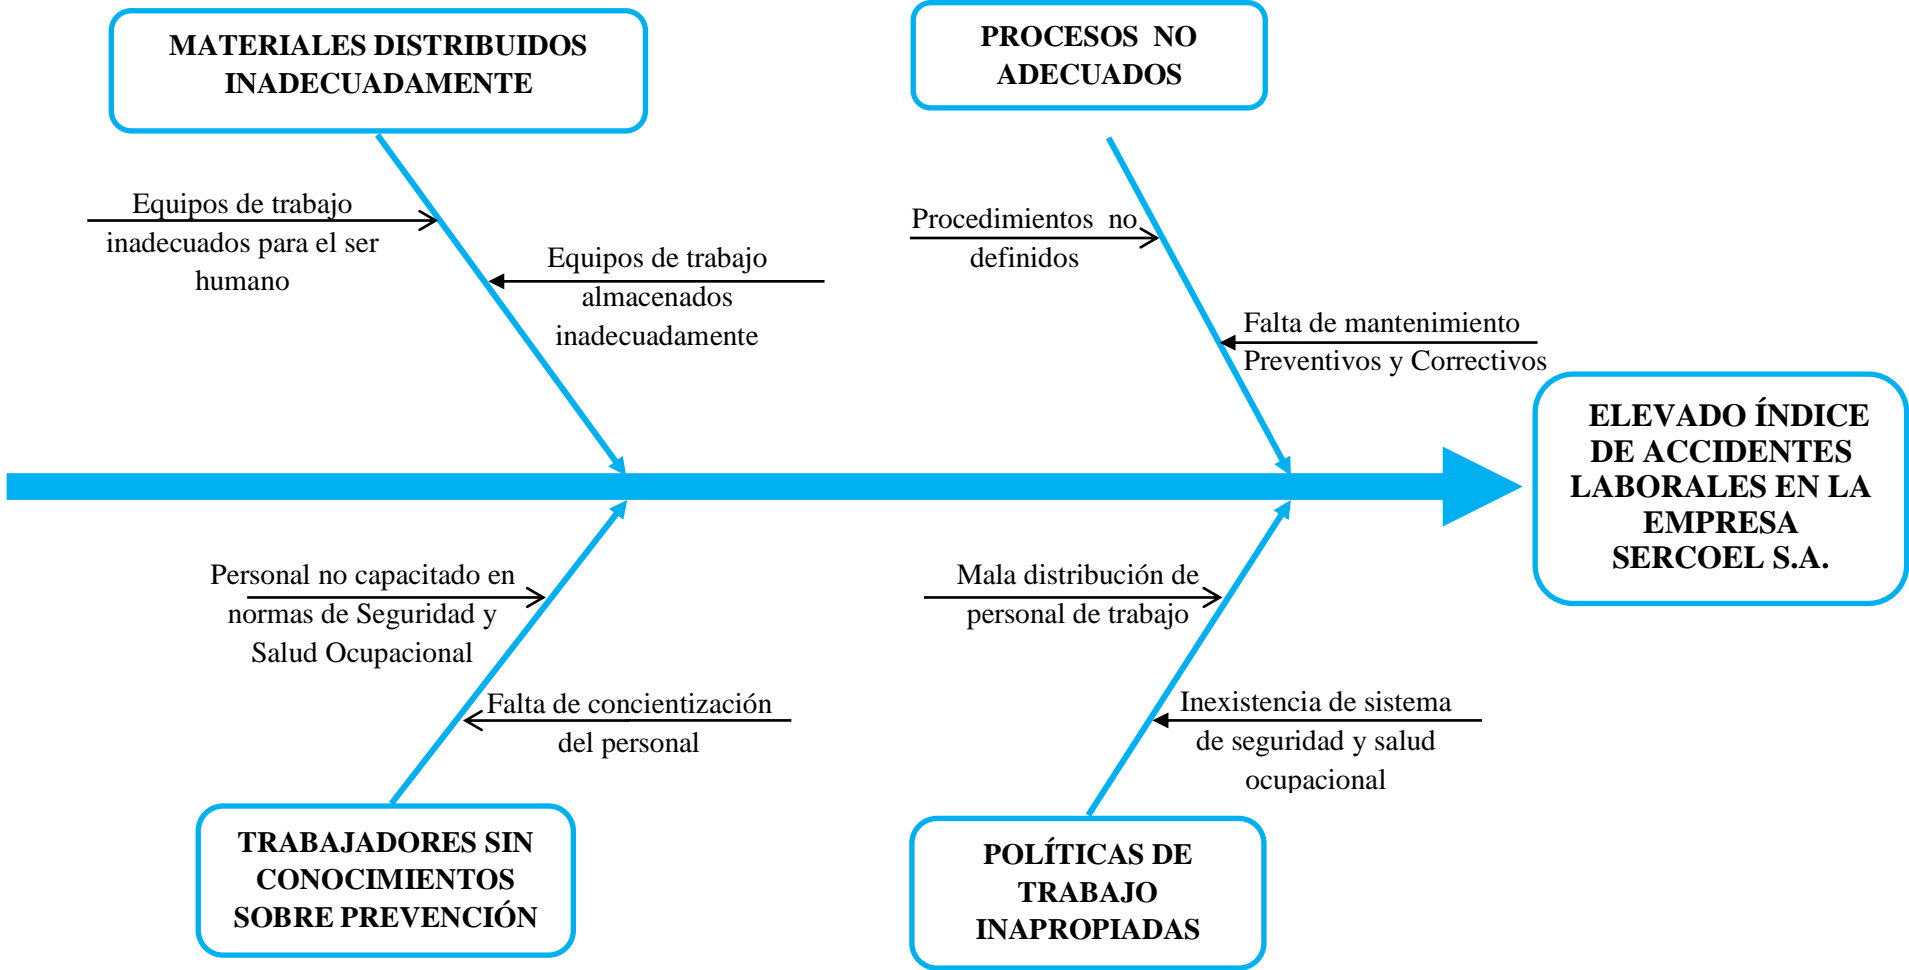 MATERIALES DISTRIBUIDOS
INADECUADAMENTE
PROCESOS NO
ADECUADOS
Equipos de trabajo
inadecuados para el ser
humano
Equipos de trabajo
almacenados
inadecuadamente
Procedimientos no
definidos
Falta de mantenimiento
Preventivos y Correctivos
ELEVADO ÍNDICE
DE ACCIDENTES
LABORALES EN LA
EMPRESA
SERCOEL S.A.
Personal no capacitado en
normas de Seguridad y
Salud Ocupacional
Falta de concientización
del personal
Mala distribución de
personal de trabajo
Inexistencia de sistema
de seguridad y salud
ocupacional
TRABAJADORES SIN
CONOCIMIENTOS
SOBRE PREVENCIÓN
POLÍTICAS DE
TRABAJO
INAPROPIADAS